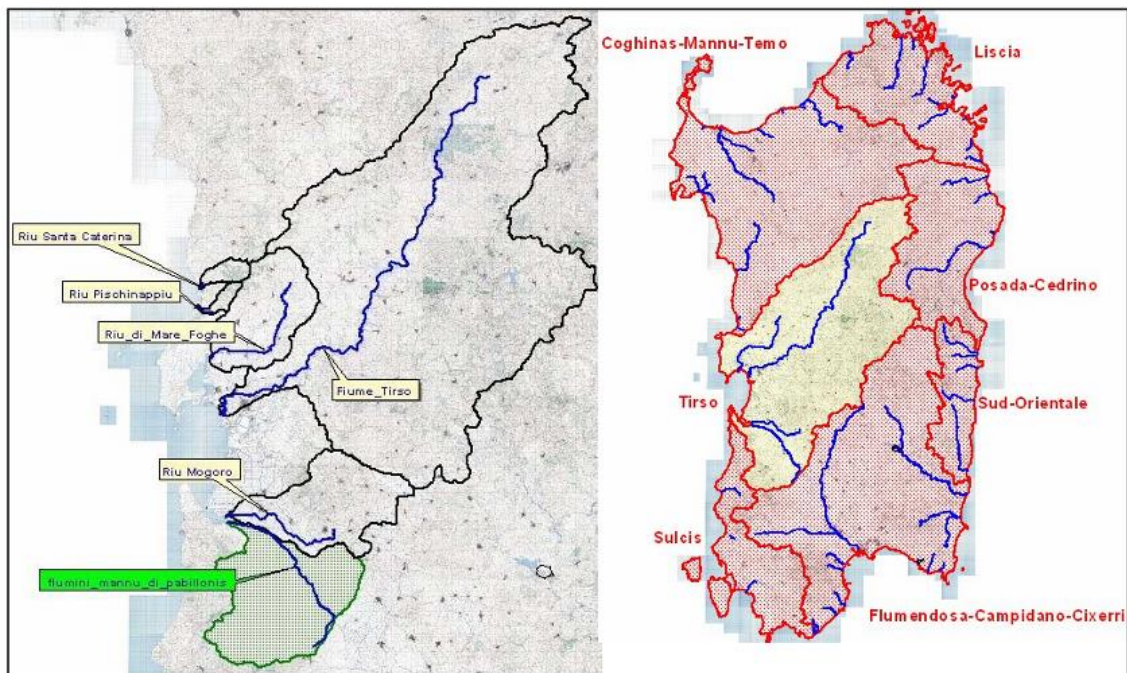 Riu Santa Caterina
Riu Pischinappiu
Riu_di_Mare_Foghe
Fiume_Tirso
Riu Mogoro
flumini_mannu_di_pabillonis
Coghinas-Mannu-Temo
Liscia
Posada-Cedrino
Tirso
Sud-Orientale
Sulcis
Flumendosa-Campidano-Cixerri